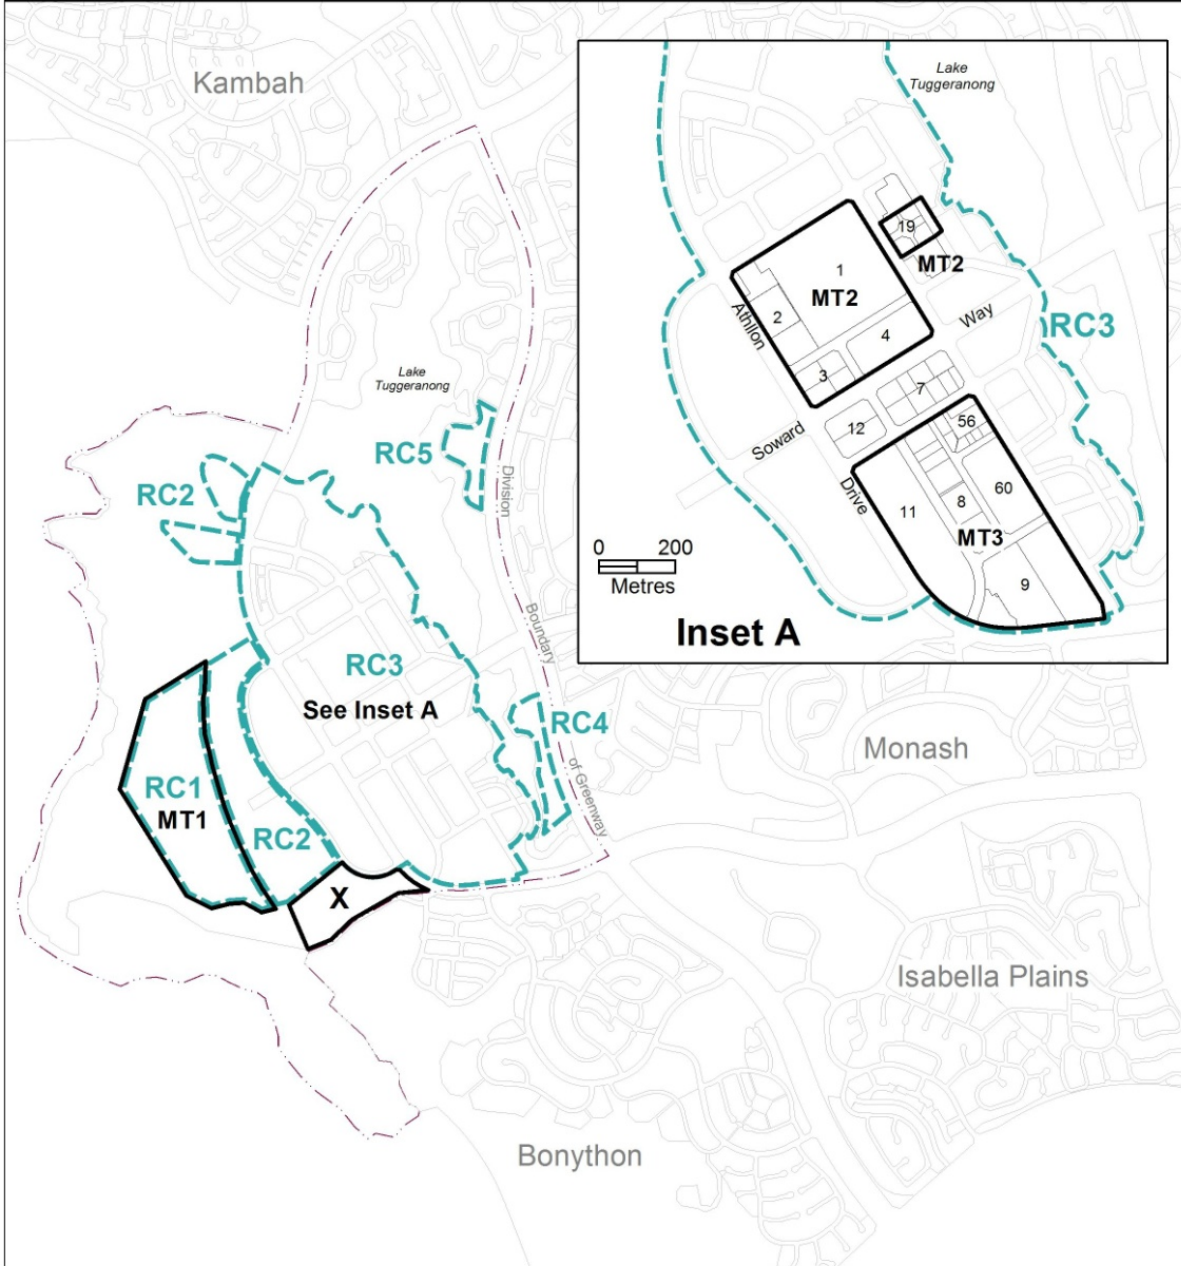 Kambah
Lake
Tuggeranong
RC5
RC2
Division
Boundary
of Greenway
RC3
See Inset A
RC4
RC1
MT1
RC2
X
Monash
Isabella Plains
Bonython
Lake
Tuggeranong
19
MT2
1
MT2
2
Athllon
4
Way
RC3
3
7
12
Soward
56
Drive
11
8
60
MT3
9
0 200
Metres
Inset A